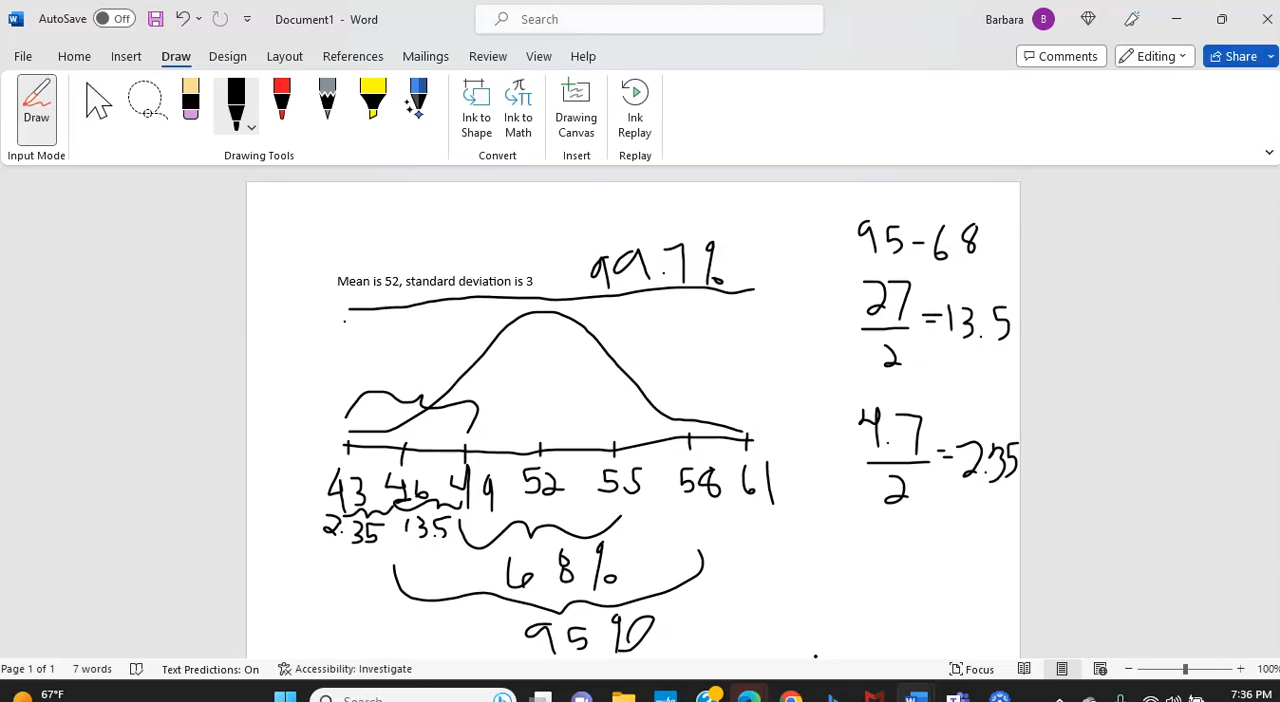 AutoSave Off Document1 - Word Search Barbara B
File Home Insert Draw Design Layout References Mailings Review View Help Comments Editing Share
Draw Ink to Shape Ink to Math Drawing Canvas Ink Replay
Input Mode Drawing Tools Convert Insert Replay
99.7%
Mean is 52, standard deviation is 3
43 46 49 52 55 58 61
2.35 13.5
68%
95%
95-68
27/2 =13.5
4.7/2 =2.35
Page 1 of 1 7 words Text Predictions: On Accessibility: Investigate Focus 100%
67°F Search 7:36 PM